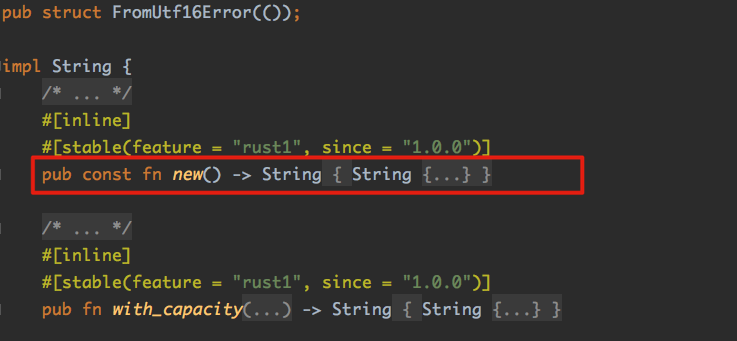 pub struct FromUtf16Error(());
impl String {
/* ... */
#[inline]
#[stable(feature = "rust1", since = "1.0.0")]
pub const fn new() -> String { String {...} }
/* ... */
#[inline]
#[stable(feature = "rust1", since = "1.0.0")]
pub fn with_capacity(...) -> String { String {...} }